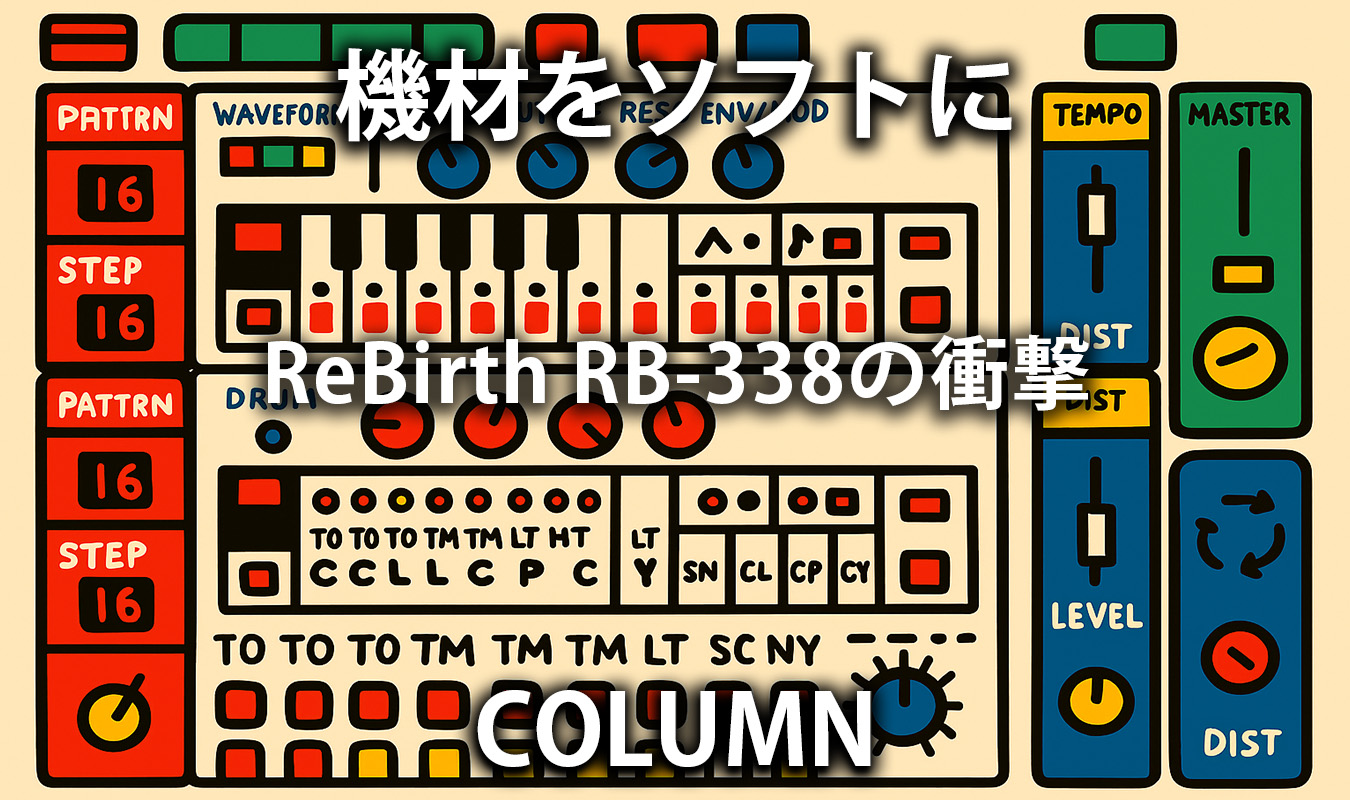 機材をソフトに
PATTRN
RES
ENV/MOD
TEMPO
MASTER
16
STEP
16
DIST
ReBirth RB-338の衝撃
PATTRN
DRUM
DIST
16
TO TO TO TM TM LT HT
LT
C C L L C P C
Y
SN CL CP CY
STEP
16
LEVEL
TO TO TO TM TM TM LT SC NY
COLUMN
DIST